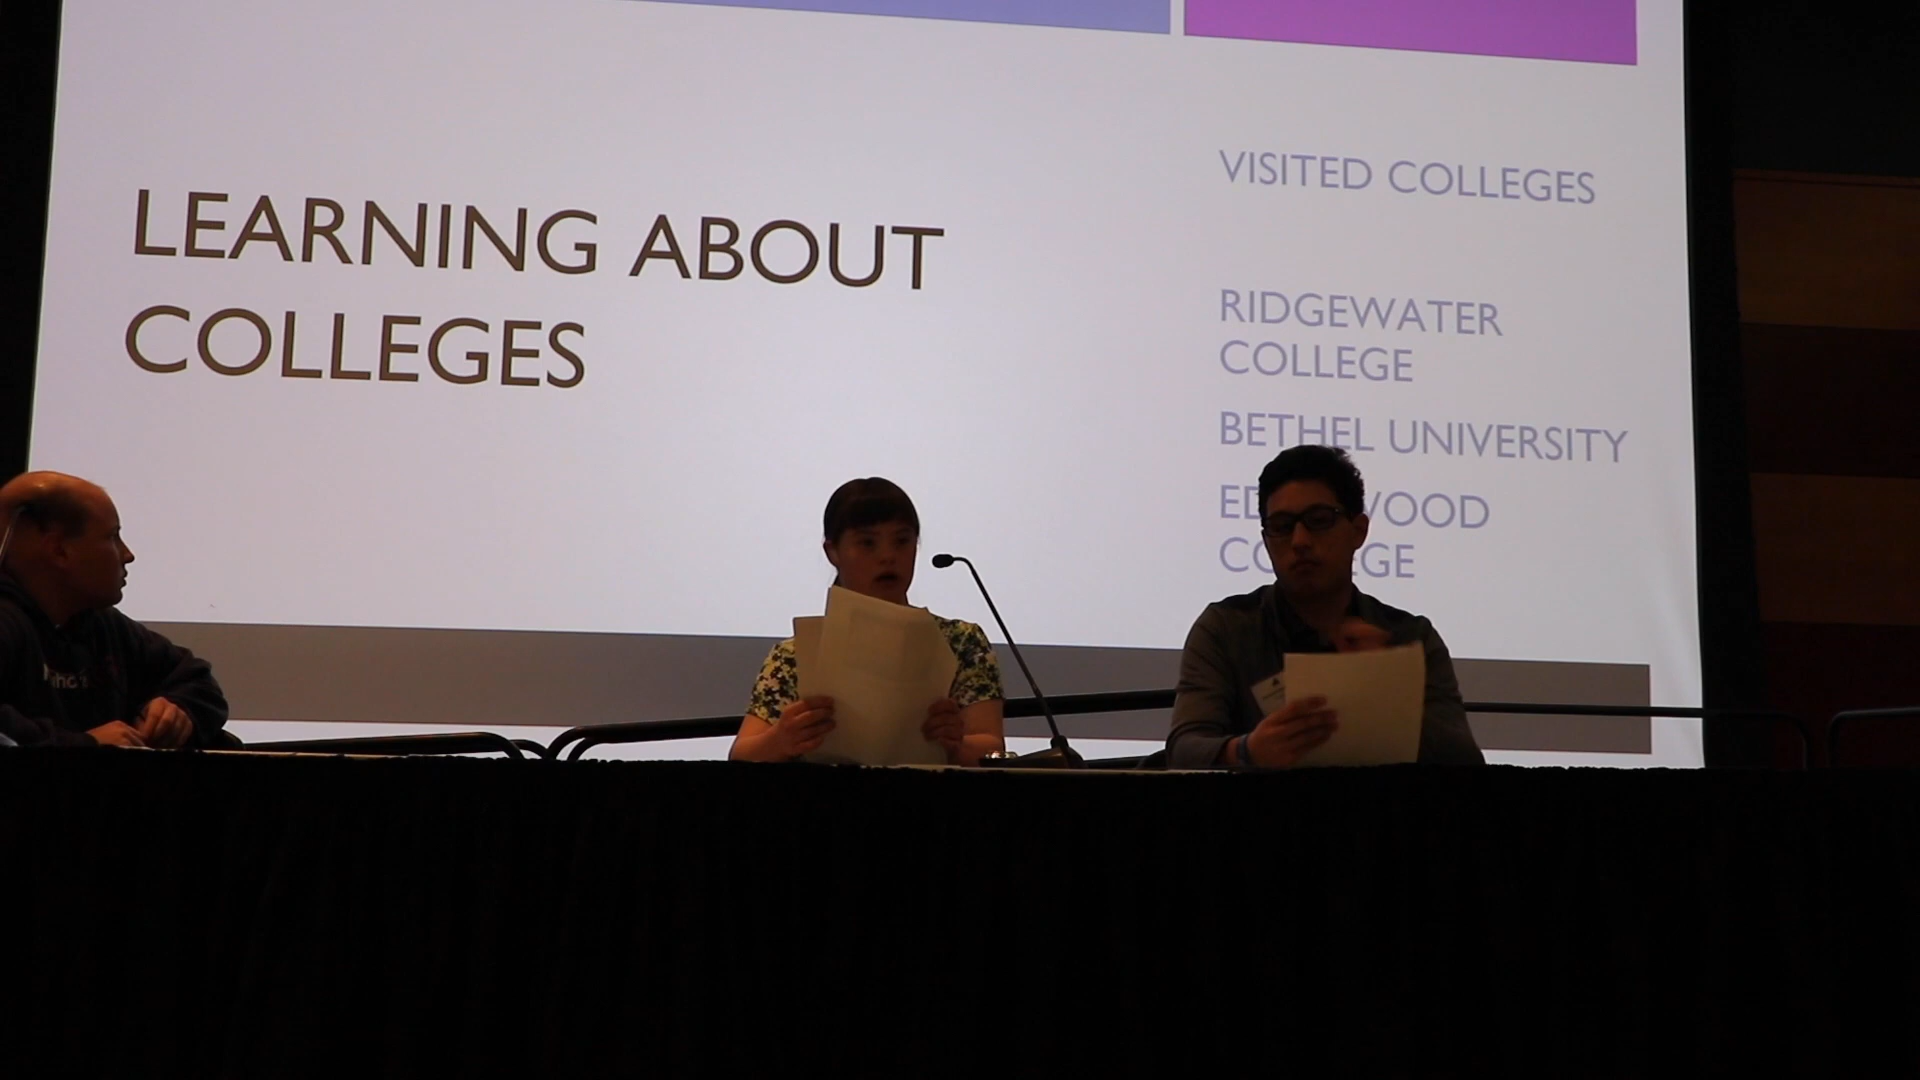 LEARNING ABOUT
COLLEGES
VISITED COLLEGES
RIDGEWATER
COLLEGE
BETHEL UNIVERSITY